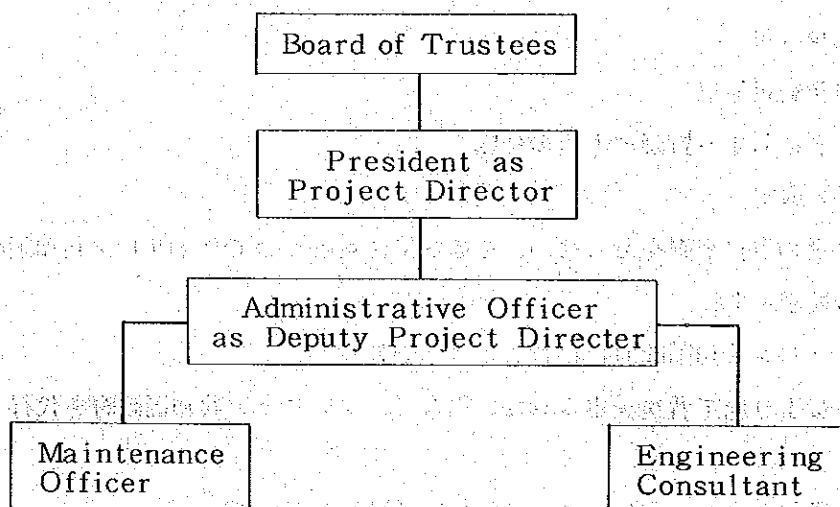 Board of Trustees
President as
Project Director
Administrative Officer
as Deputy Project Directer
Maintenance
Officer
Engineering
Consultant